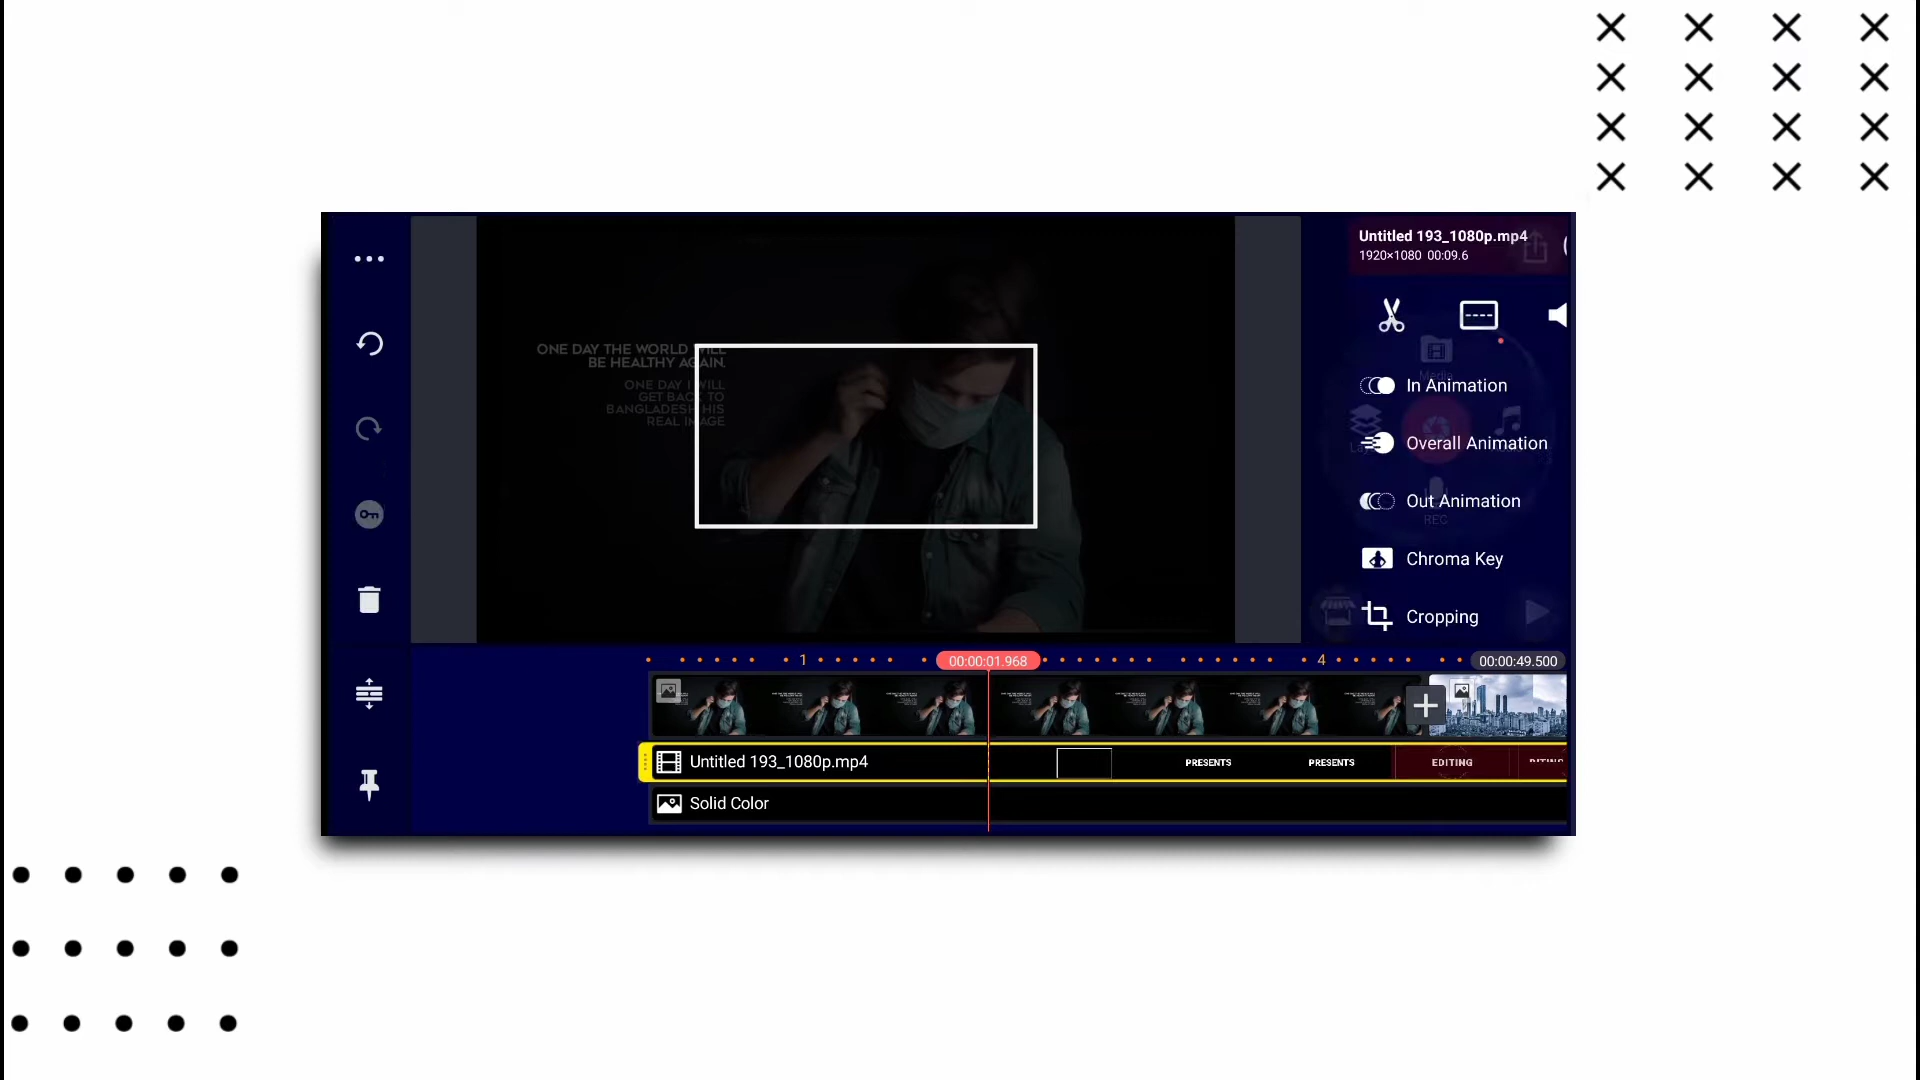 Untitled 193_1080p.mp4
1920×1080 00:09.6
ONE DAY THE WORLD WILL
BE HEALTHY AGAIN.
ONE DAY I WILL
GET BACK TO
BANGLADESH HIS
REAL IMAGE
Media
In Animation
Overall Animation
Out Animation
REC
Chroma Key
Cropping
1
00:00:01.968
4
00:00:49.500
Untitled 193_1080p.mp4
PRESENTS
PRESENTS
EDITING
Solid Color